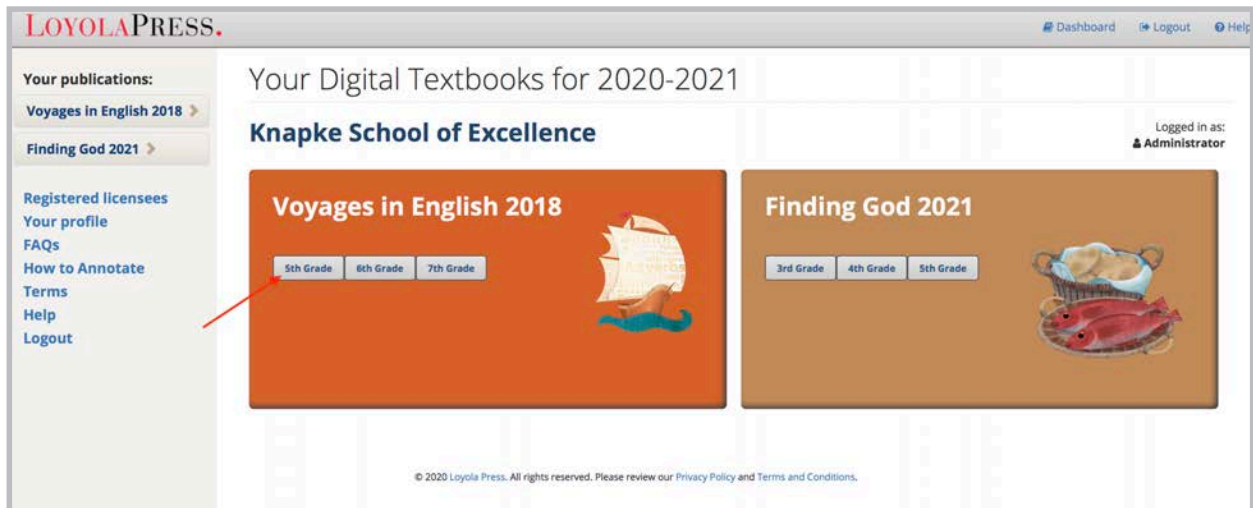 LOYOLAPRESS.
Dashboard Logout Help
Your publications:
Voyages in English 2018
Finding God 2021
Registered licensees
Your profile
FAQs
How to Annotate
Terms
Help
Logout
Your Digital Textbooks for 2020-2021
Knapke School of Excellence
Logged in as:
Administrator
Voyages in English 2018
5th Grade 6th Grade 7th Grade
Finding God 2021
3rd Grade 4th Grade 5th Grade
© 2020 Loyola Press. All rights reserved. Please review our Privacy Policy and Terms and Conditions.